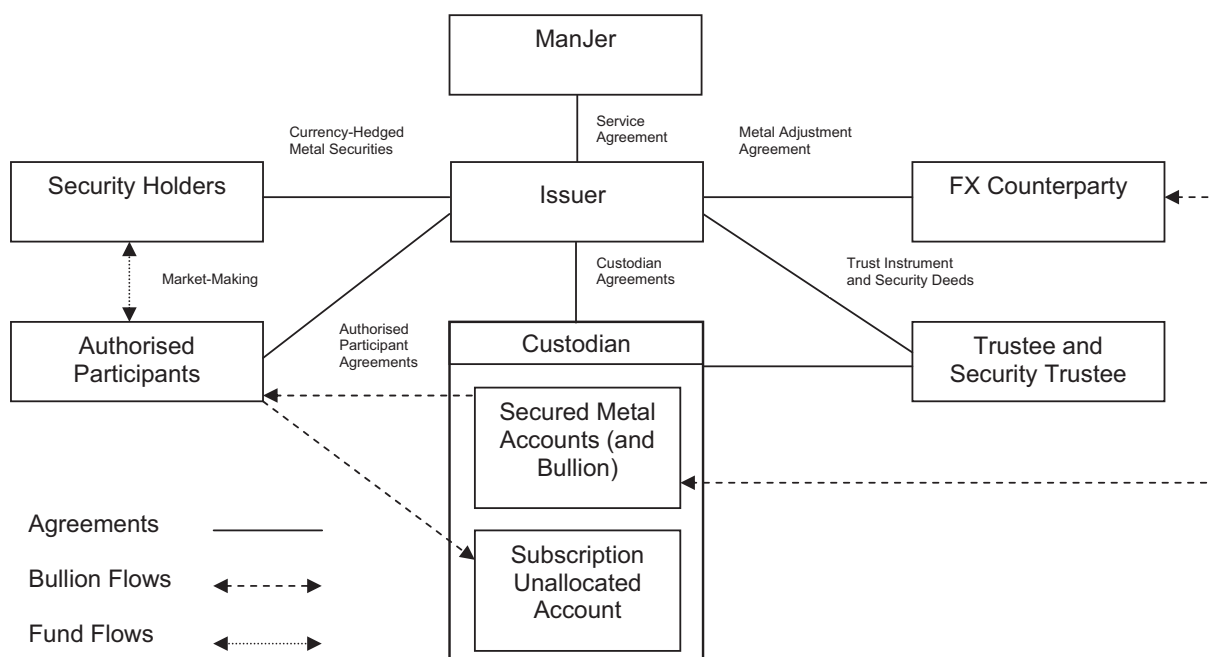 ManJer
Service
Agreement
Currency-Hedged
Metal Securities
Metal Adjustment
Agreement
Security Holders
Issuer
FX Counterparty
Market-Making
Custodian
Agreements
Trust Instrument
and Security Deeds
Authorised
Participants
Authorised
Participant
Agreements
Custodian
Trustee and
Security Trustee
Secured Metal
Accounts (and
Bullion)
Subscription
Unallocated
Account
Agreements
Bullion Flows
Fund Flows